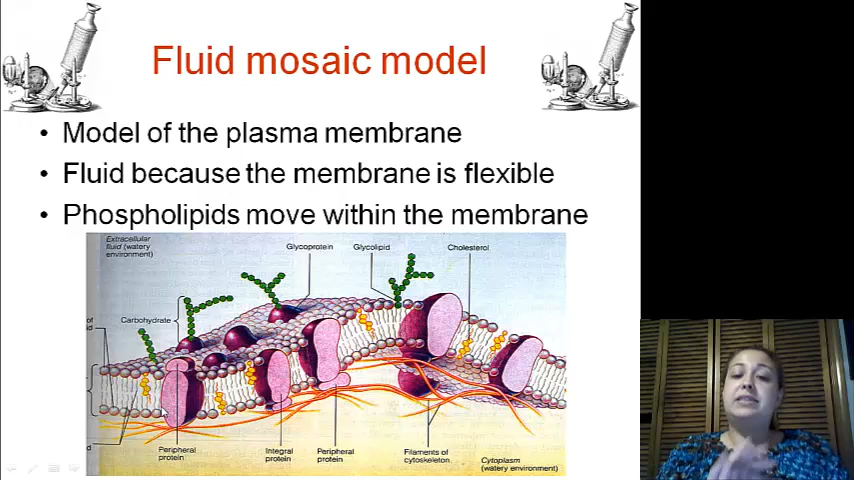 Fluid mosaic model
• Model of the plasma membrane
• Fluid because the membrane is flexible
• Phospholipids move within the membrane
Extracellular
fluid (watery
environment)
Glycoprotein
Glycolipid
Cholesterol
Carbohydrate
of
Peripheral
protein
Integral
protein
Peripheral
protein
Filaments of
cytoskeleton
Cytoplasm
(watery environment)